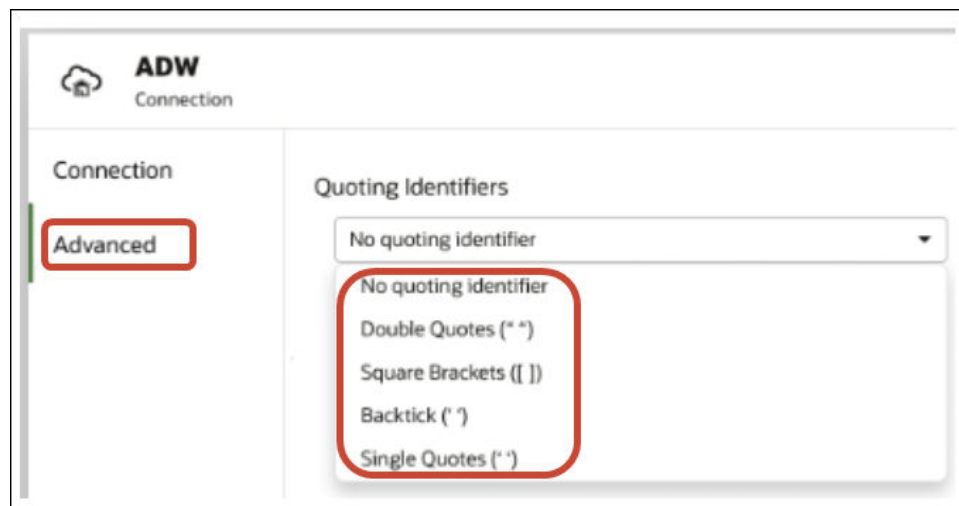 ADW
Connection
Connection
Advanced
Quoting Identifiers
No quoting identifier
No quoting identifier
Double Quotes (“ “)
Square Brackets ([ ])
Backtick (‘ ‘)
Single Quotes (‘ ‘)